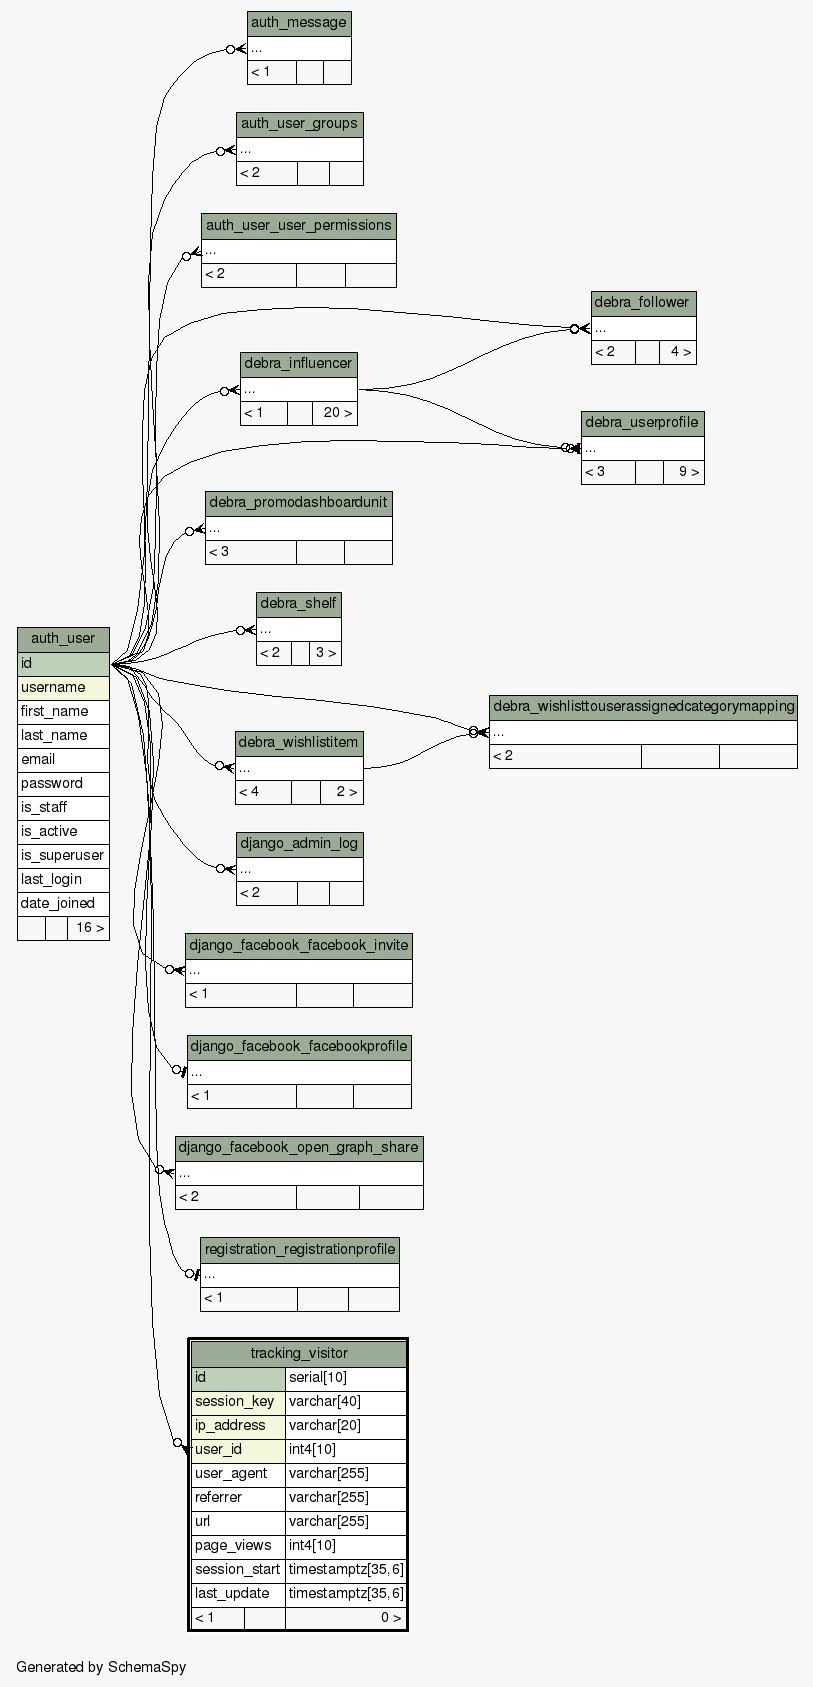 auth_message
...
< 1
auth_user_groups
...
< 2
auth_user_user_permissions
...
< 2
debra_follower
...
< 2 4 >
debra_influencer
...
< 1 20 >
debra_userprofile
...
< 3 9 >
debra_promodashboardunit
...
< 3
debra_shelf
...
< 2 3 >
auth_user
id
username
first_name
last_name
email
password
is_staff
is_active
is_superuser
last_login
date_joined
16 >
debra_wishlisttouserassignedcategorymapping
...
< 2
debra_wishlistitem
...
< 4 2 >
django_admin_log
...
< 2
django_facebook_facebook_invite
...
< 1
django_facebook_facebookprofile
...
< 1
django_facebook_open_graph_share
...
< 2
registration_registrationprofile
...
< 1
tracking_visitor
id serial[10]
session_key varchar[40]
ip_address varchar[20]
user_id int4[10]
user_agent varchar[255]
referrer varchar[255]
url varchar[255]
page_views int4[10]
session_start timestamptz[35,6]
last_update timestamptz[35,6]
< 1 0 >
Generated by SchemaSpy